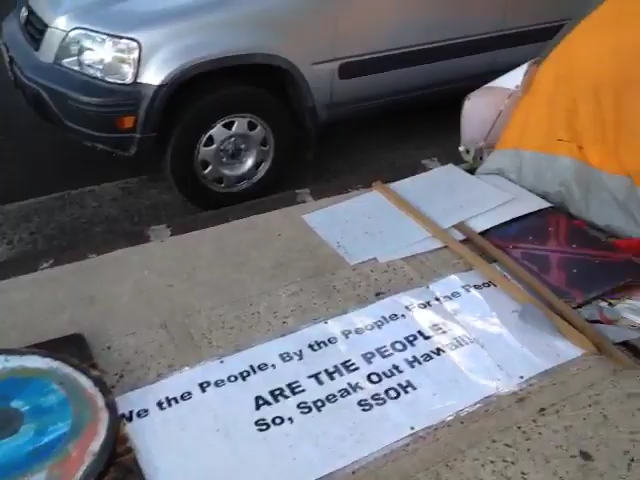 We the People, By the People, For the Peop
ARE THE PEOPLE!
So, Speak Out Hawaii!
SSOH